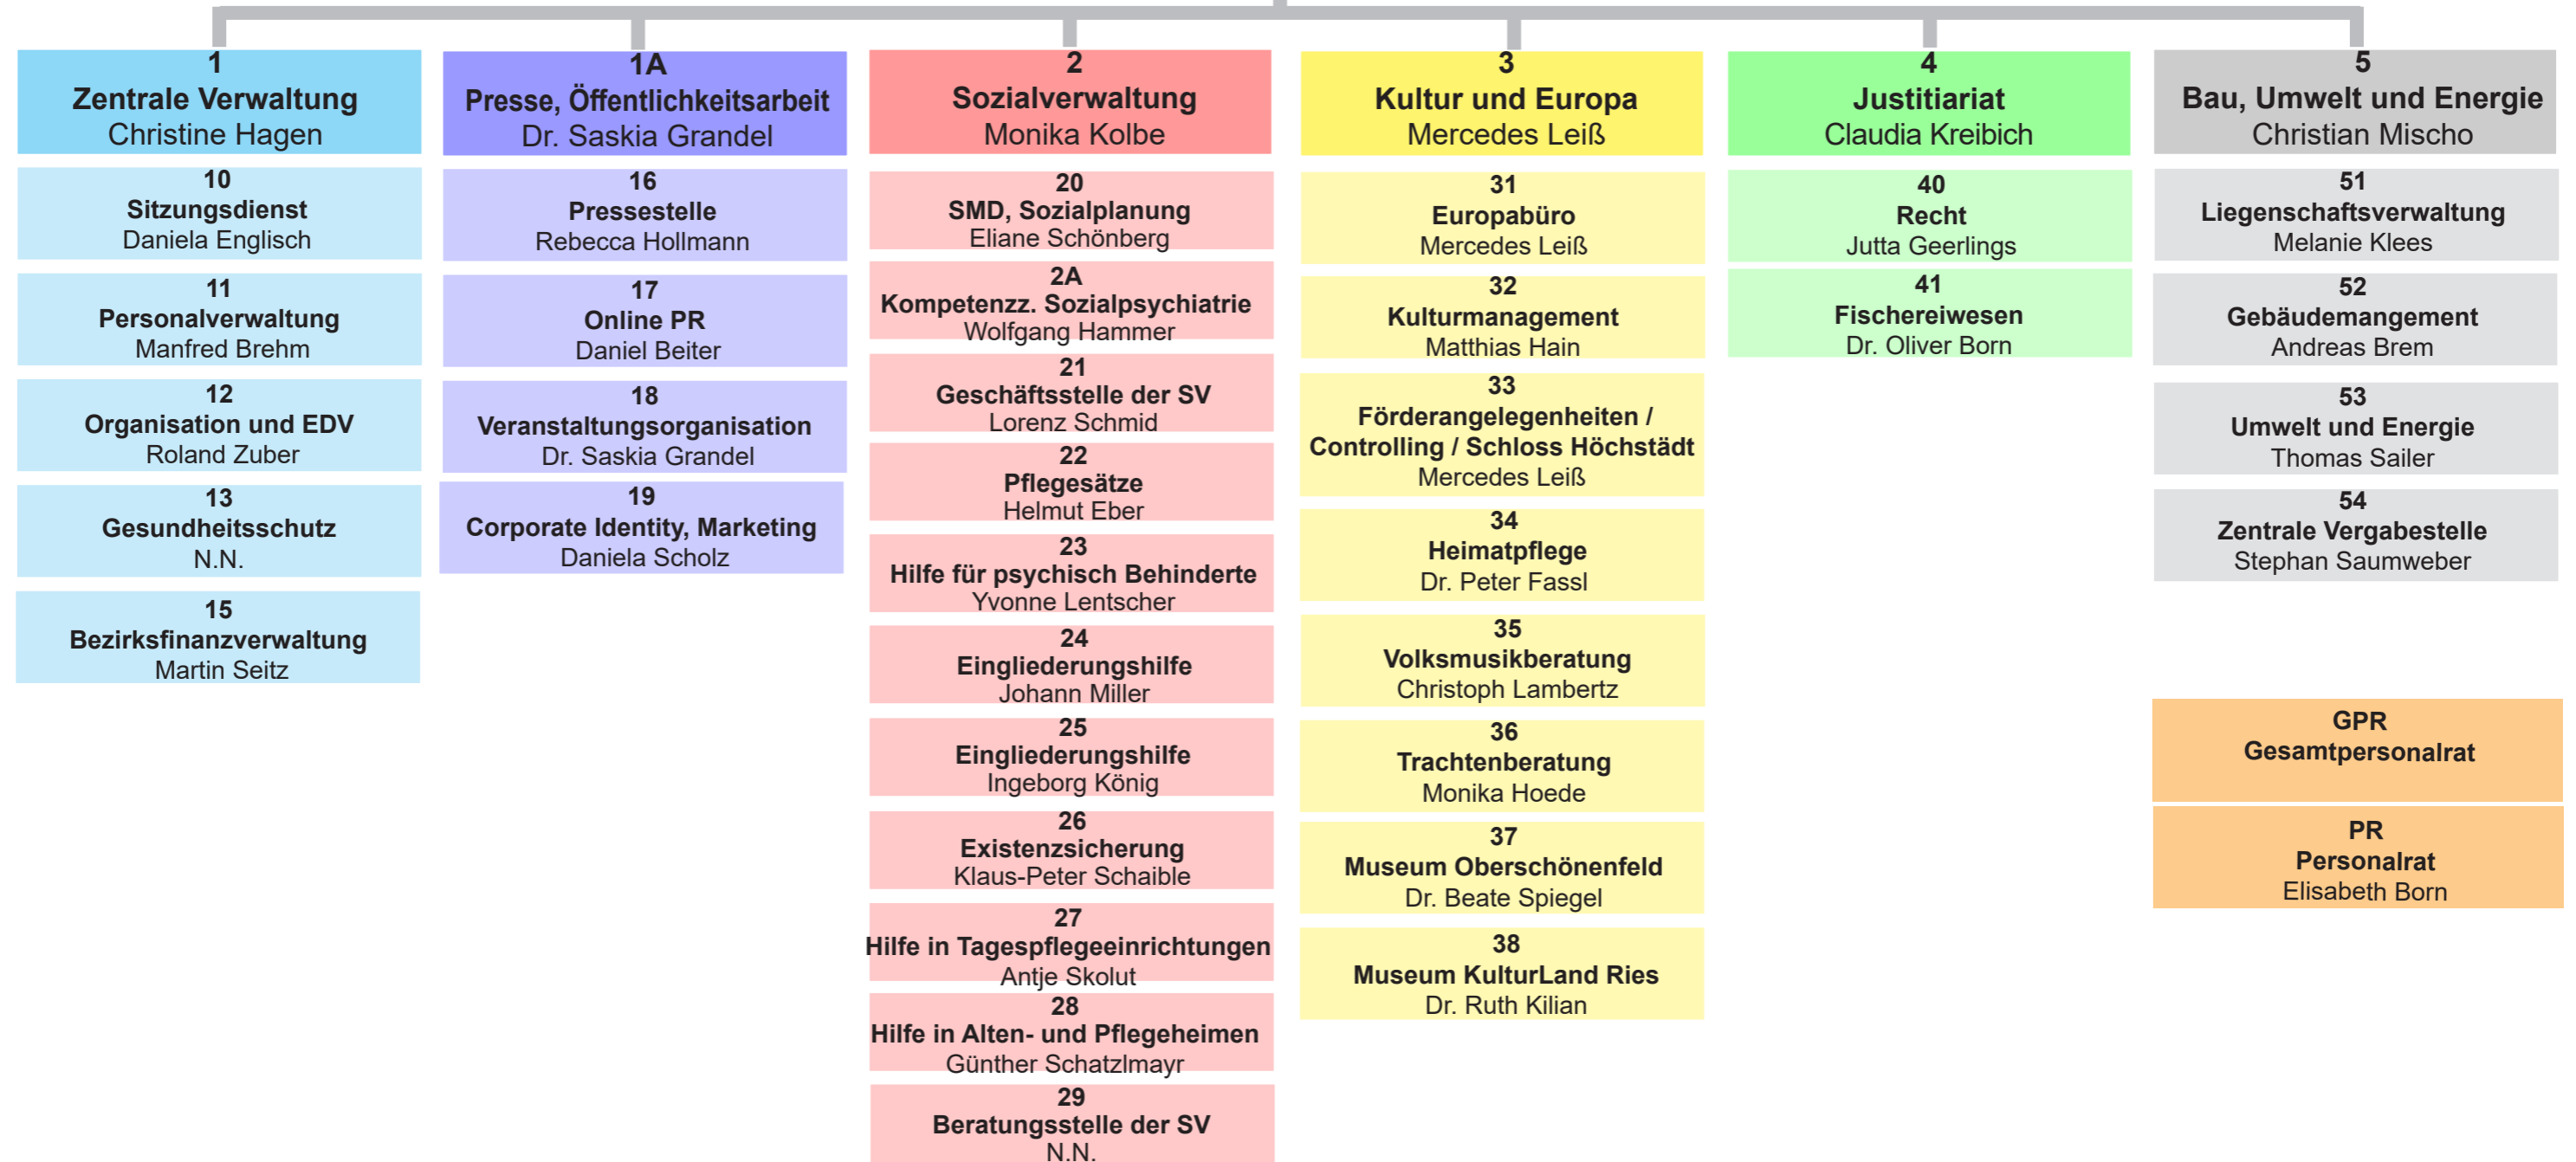 1
Zentrale Verwaltung
Christine Hagen
10
Sitzungsdienst
Daniela Englisch
11
Personalverwaltung
Manfred Brehm
12
Organisation und EDV
Roland Zuber
13
Gesundheitsschutz
N.N.
15
Bezirksfinanzverwaltung
Martin Seitz
1A
Presse, Öffentlichkeitsarbeit
Dr. Saskia Grandel
16
Pressestelle
Rebecca Hollmann
17
Online PR
Daniel Beiter
18
Veranstaltungsorganisation
Dr. Saskia Grandel
19
Corporate Identity, Marketing
Daniela Scholz
2
Sozialverwaltung
Monika Kolbe
20
SMD, Sozialplanung
Eliane Schönberg
2A
Kompetenzz. Sozialpsychiatrie
Wolfgang Hammer
21
Geschäftsstelle der SV
Lorenz Schmid
22
Pflegesätze
Helmut Eber
23
Hilfe für psychisch Behinderte
Yvonne Lentscher
24
Eingliederungshilfe
Johann Miller
25
Eingliederungshilfe
Ingeborg König
26
Existenzsicherung
Klaus-Peter Schaible
27
Hilfe in Tagespflegeeinrichtungen
Antje Skolut
28
Hilfe in Alten- und Pflegeheimen
Günther Schatzlmayr
29
Beratungsstelle der SV
N.N.
3
Kultur und Europa
Mercedes Leiß
31
Europabüro
Mercedes Leiß
32
Kulturmanagement
Matthias Hain
33
Förderangelegenheiten /
Controlling / Schloss Höchstädt
Mercedes Leiß
34
Heimatpflege
Dr. Peter Fassl
35
Volksmusikberatung
Christoph Lambertz
36
Trachtenberatung
Monika Hoede
37
Museum Oberschönenfeld
Dr. Beate Spiegel
38
Museum KulturLand Ries
Dr. Ruth Kilian
4
Justitiariat
Claudia Kreibich
40
Recht
Jutta Geerlings
41
Fischereiwesen
Dr. Oliver Born
5
Bau, Umwelt und Energie
Christian Mischo
51
Liegenschaftsverwaltung
Melanie Klees
52
Gebäudemangement
Andreas Brem
53
Umwelt und Energie
Thomas Sailer
54
Zentrale Vergabestelle
Stephan Saumweber
GPR
Gesamtpersonalrat
PR
Personalrat
Elisabeth Born